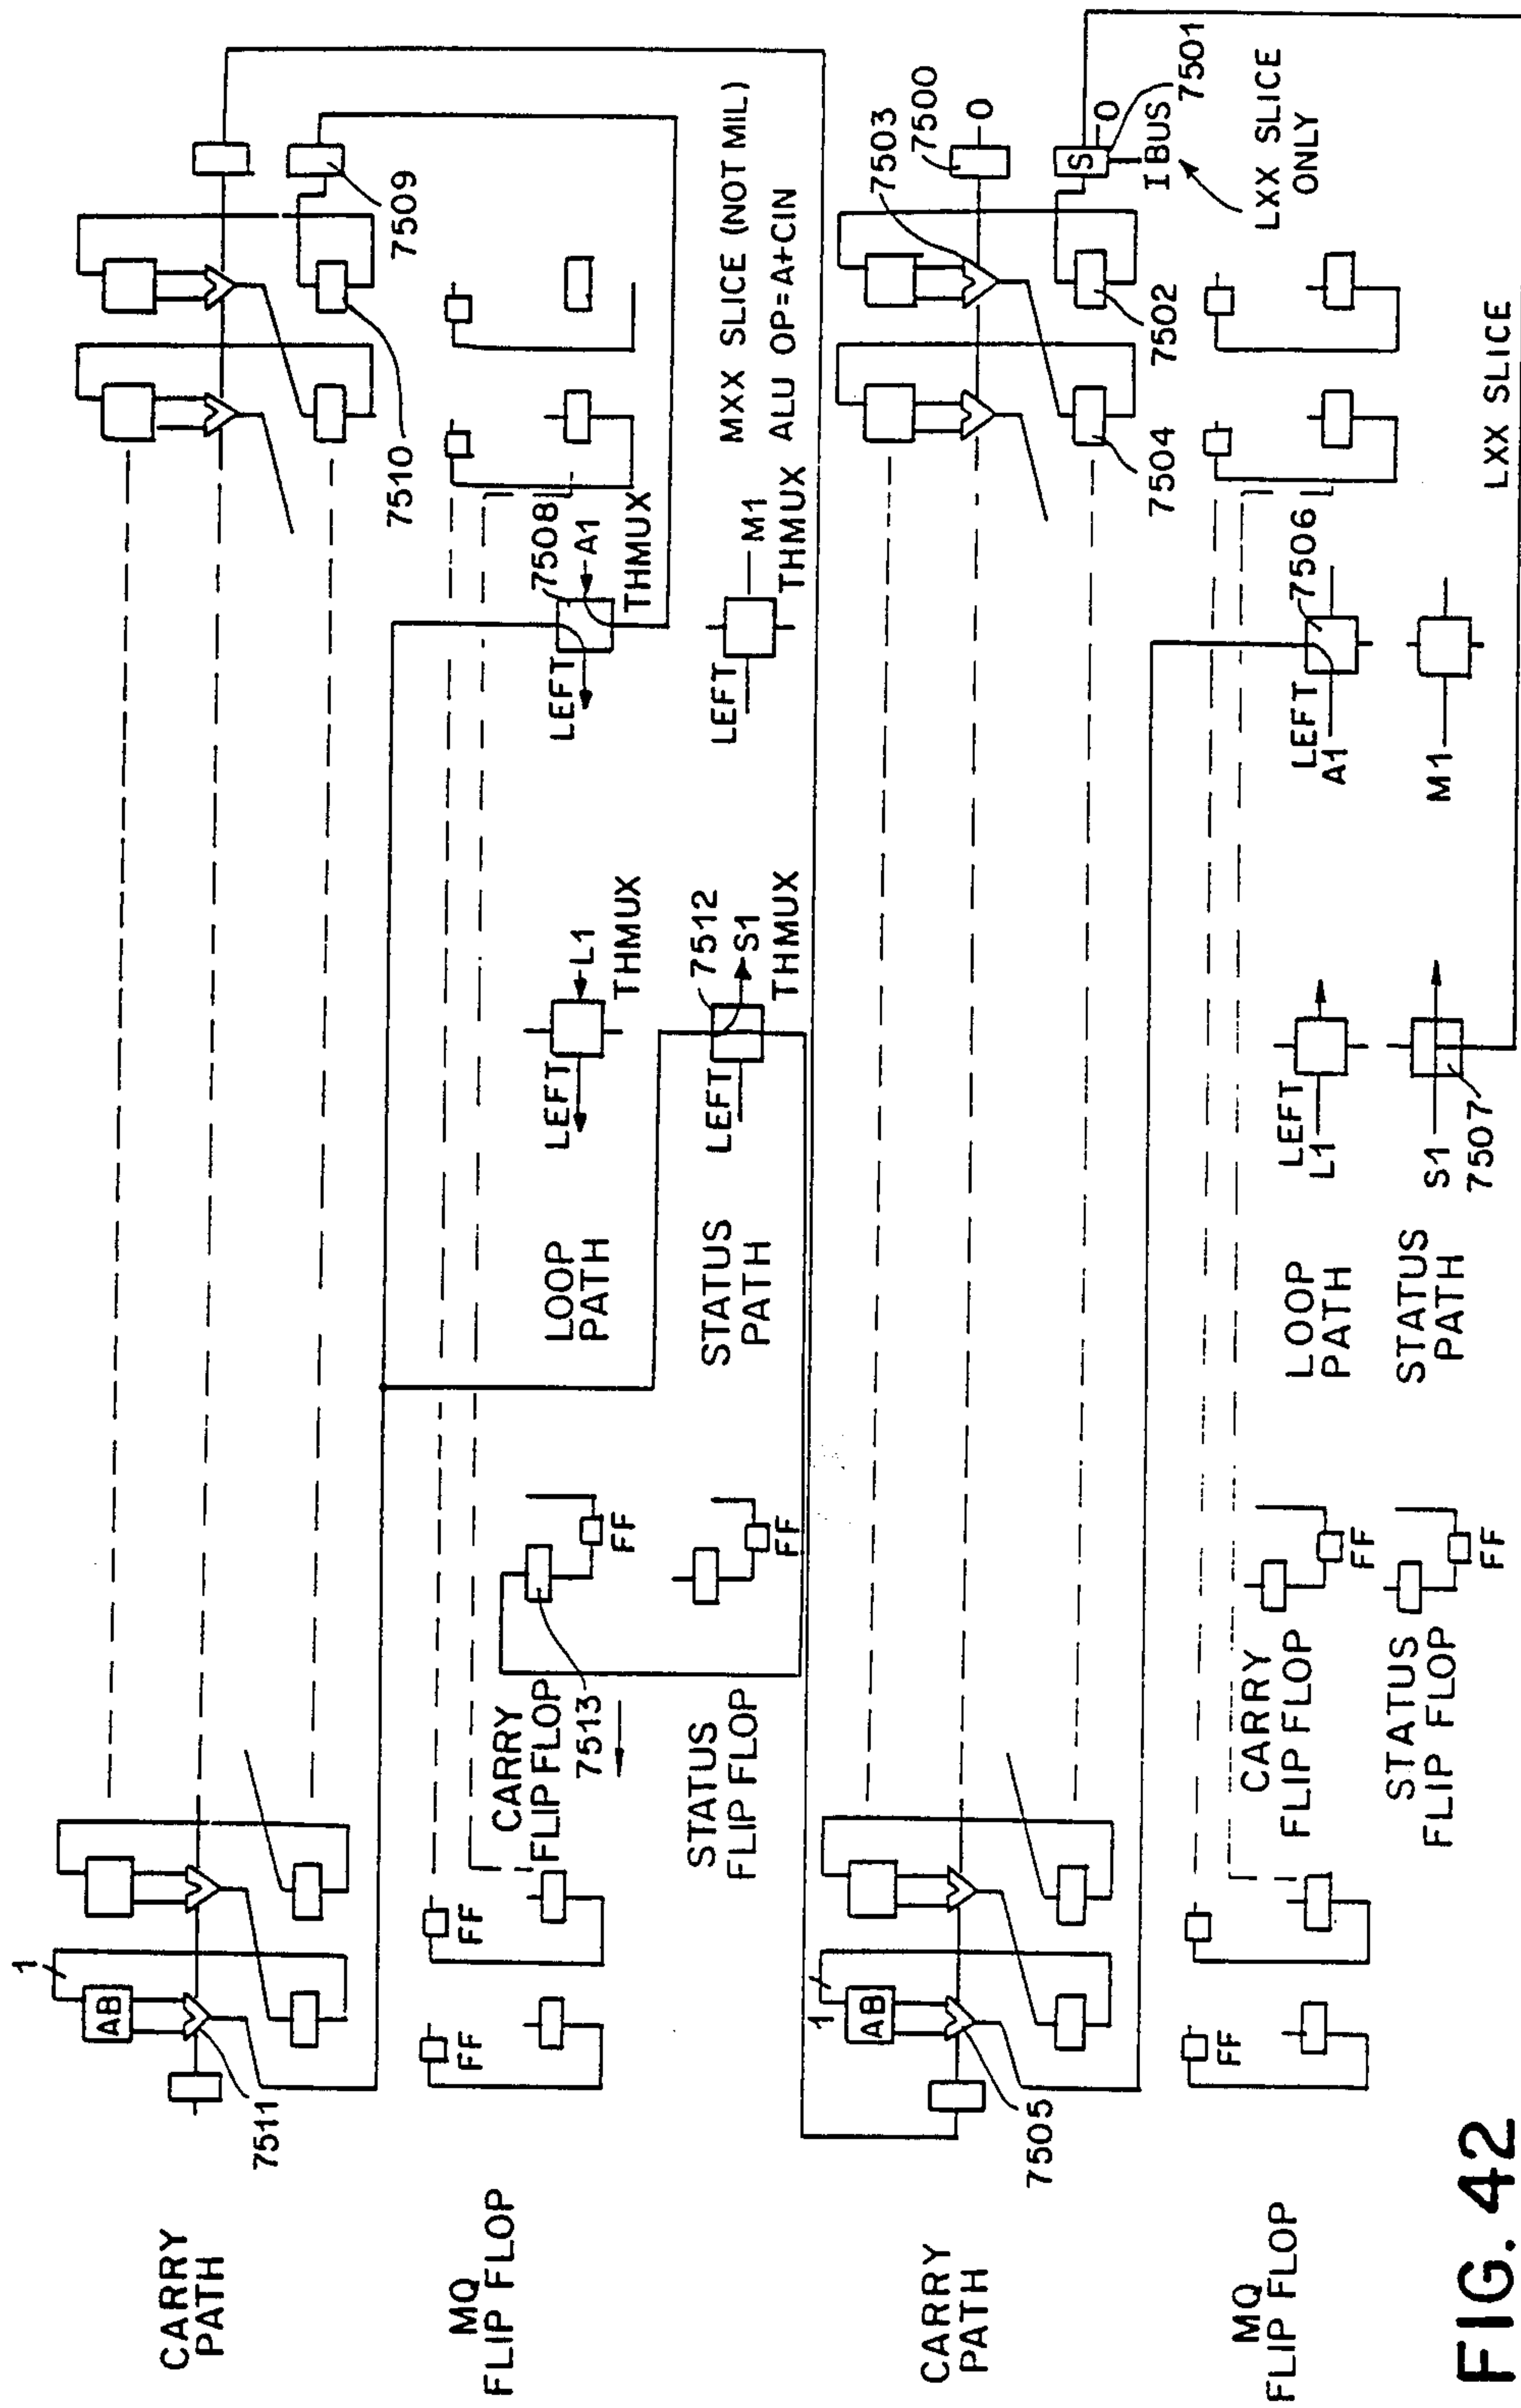 CARRY
PATH
1
AB
7511
7510
7509
MQ
FLIP FLOP
FF
FF
CARRY
FLIP FLOP
7513
FF
STATUS
FLIP FLOP
FF
LOOP
PATH
LEFT
L1
THMUX
STATUS
PATH
LEFT
7512
S1
THMUX
LEFT
7508
A1
THMUX
LEFT
M1
THMUX
MXX SLICE (NOT MIL)
ALU OP=A+CIN
CARRY
PATH
1
AB
7505
7503
7500
O
7504
7502
S
O
I BUS
7501
LXX SLICE
ONLY
MQ
FLIP FLOP
FF
CARRY
FLIP FLOP
FF
STATUS
FLIP FLOP
FF
LOOP
PATH
LEFT
L1
STATUS
PATH
S1
7507
LEFT
A1
7506
M1
LXX SLICE
FIG. 42